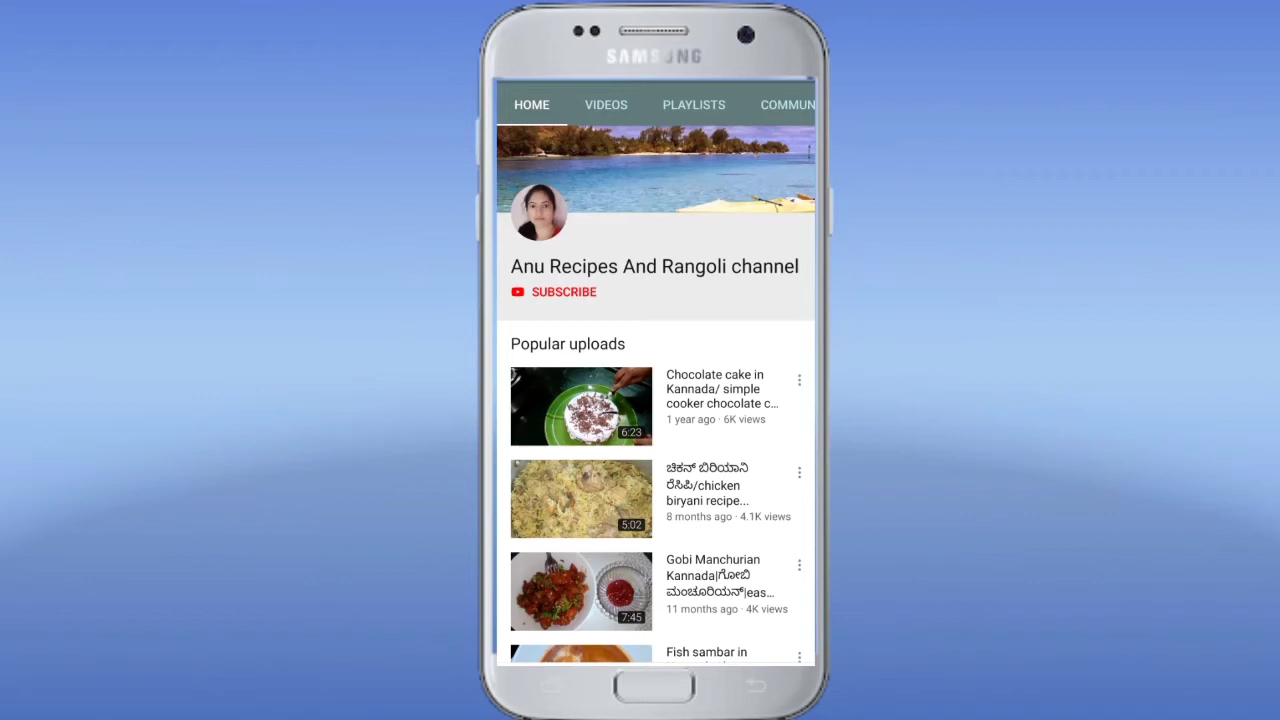 SAMSUNG
HOME VIDEOS PLAYLISTS COMMUN
Anu Recipes And Rangoli channel
SUBSCRIBE
Popular uploads
Chocolate cake in
Kannada/ simple
cooker chocolate c...
1 year ago · 6K views
6:23
ಚಿಕನ್ ಬಿರಿಯಾನಿ
ರೆಸಿಪಿ/chicken
biryani recipe...
8 months ago · 4.1K views
5:02
Gobi Manchurian
Kannada|ಗೋಬಿ
ಮಂಚೂರಿಯನ್|eas...
11 months ago · 4K views
7:45
Fish sambar in